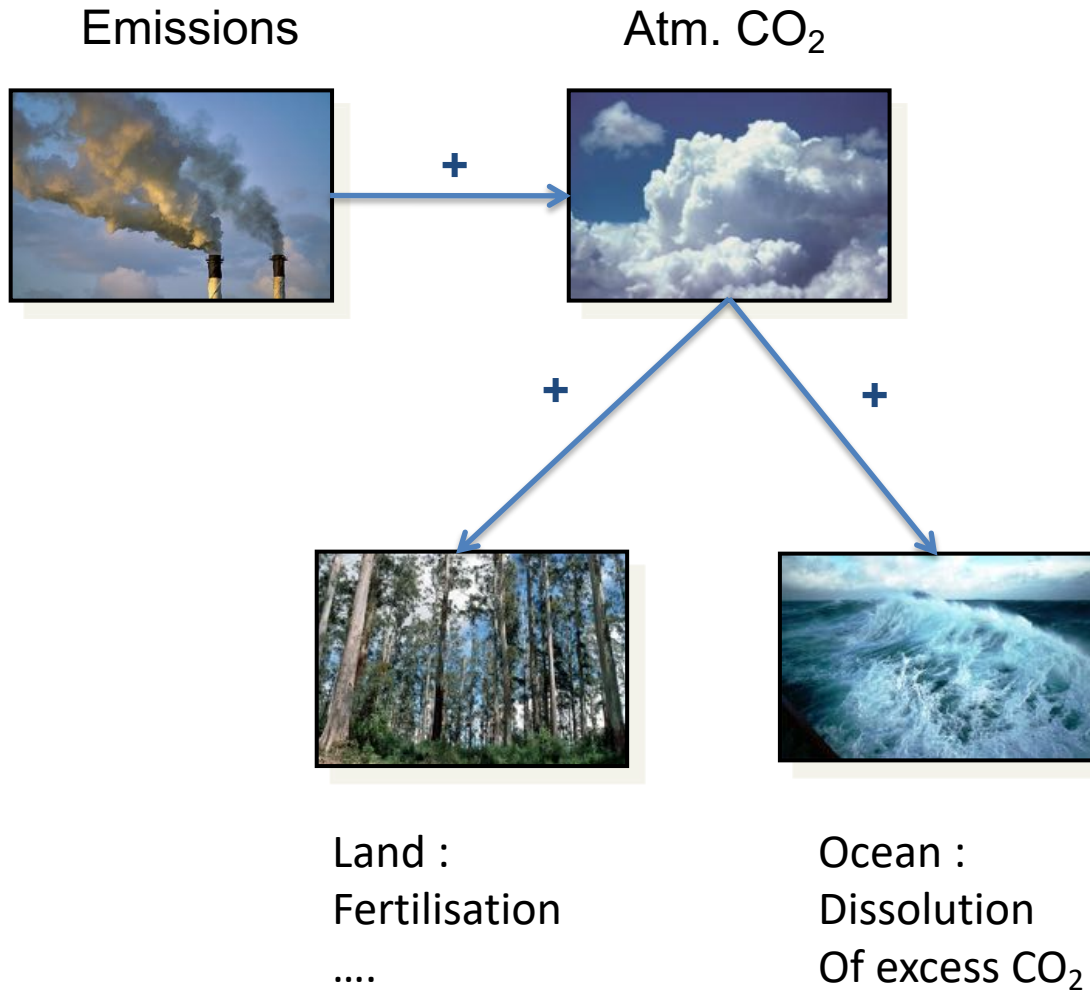 Emissions
Atm. CO₂
+
+
+
Land :
Fertilisation
....
Ocean :
Dissolution
Of excess CO₂